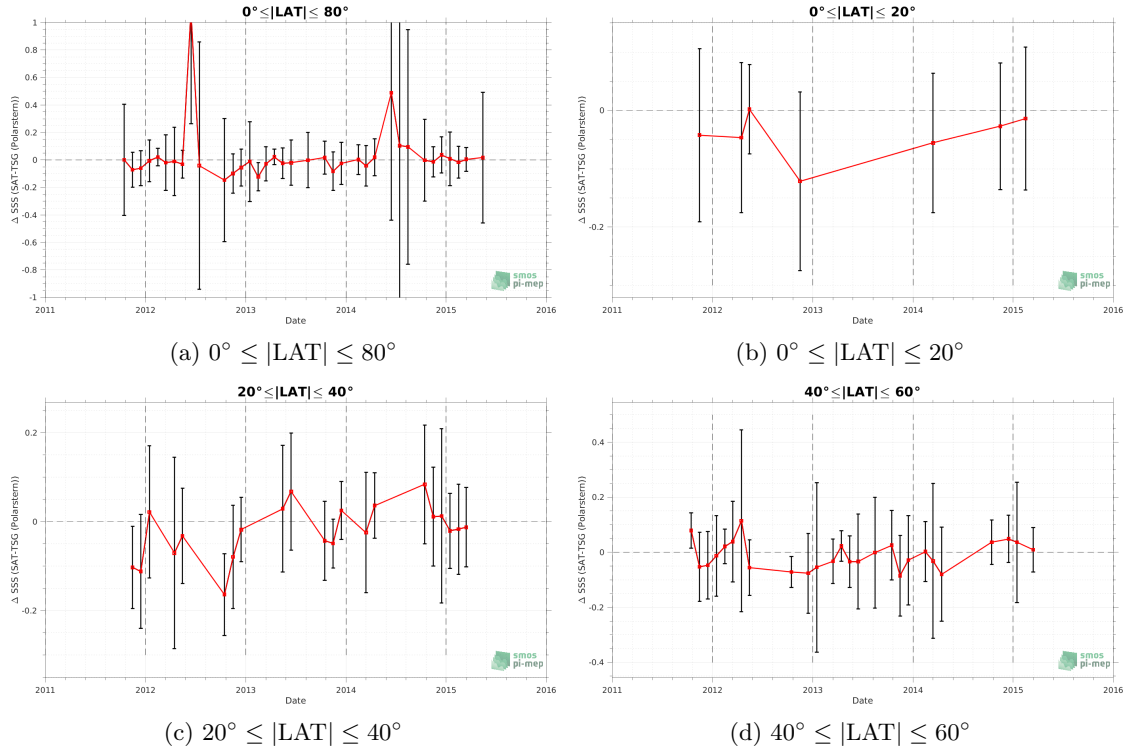 0°≤|LAT|≤ 80°
1
0.8
0.6
0.4
0.2
0
-0.2
-0.4
-0.6
-0.8
-1
Δ SSS (SAT-TSG (Polarstern))
2011 2012 2013 2014 2015 2016
Date
smos
pi-mep
(a) 0° ≤ |LAT| ≤ 80°
0°≤|LAT|≤ 20°
0
-0.2
Δ SSS (SAT-TSG (Polarstern))
2011 2012 2013 2014 2015 2016
Date
smos
pi-mep
(b) 0° ≤ |LAT| ≤ 20°
20°≤|LAT|≤ 40°
0.2
0
-0.2
Δ SSS (SAT-TSG (Polarstern))
2011 2012 2013 2014 2015 2016
Date
smos
pi-mep
(c) 20° ≤ |LAT| ≤ 40°
40°≤|LAT|≤ 60°
0.4
0.2
0
-0.2
-0.4
Δ SSS (SAT-TSG (Polarstern))
2011 2012 2013 2014 2015 2016
Date
smos
pi-mep
(d) 40° ≤ |LAT| ≤ 60°